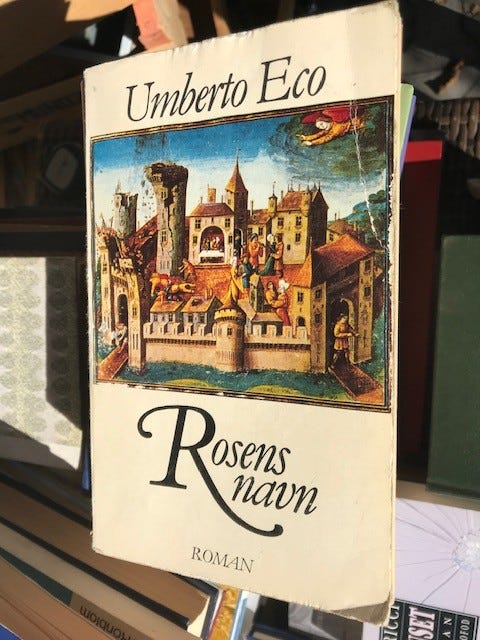 Umberto Eco
Rosens
navn
ROMAN